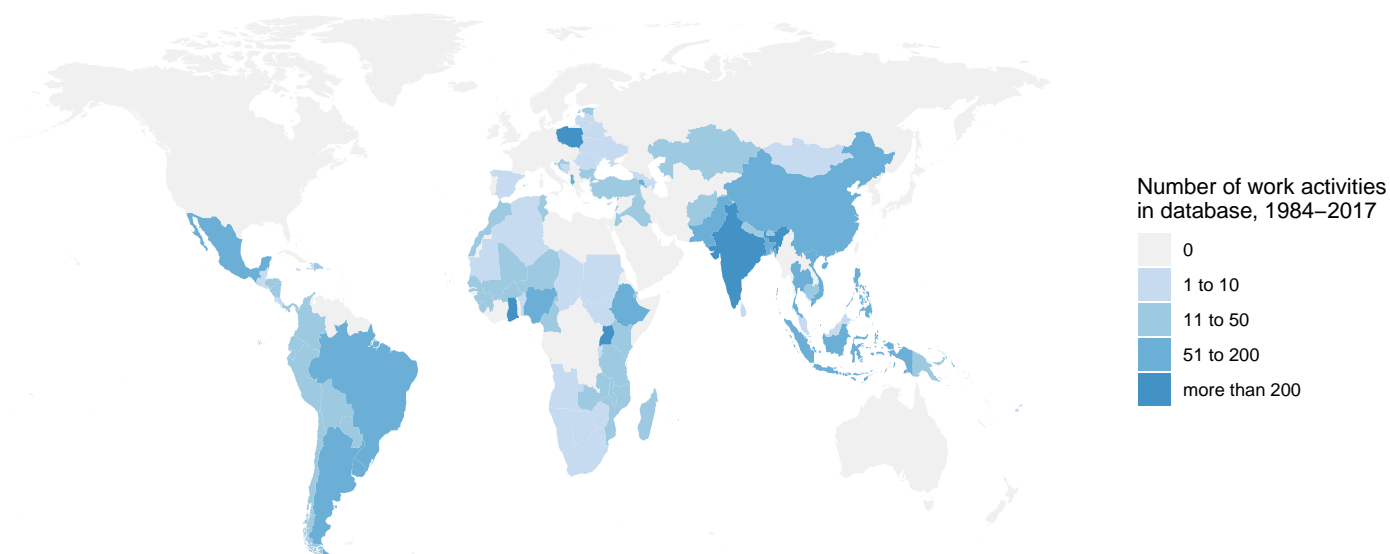 Number of work activities
in database, 1984–2017
0
1 to 10
11 to 50
51 to 200
more than 200